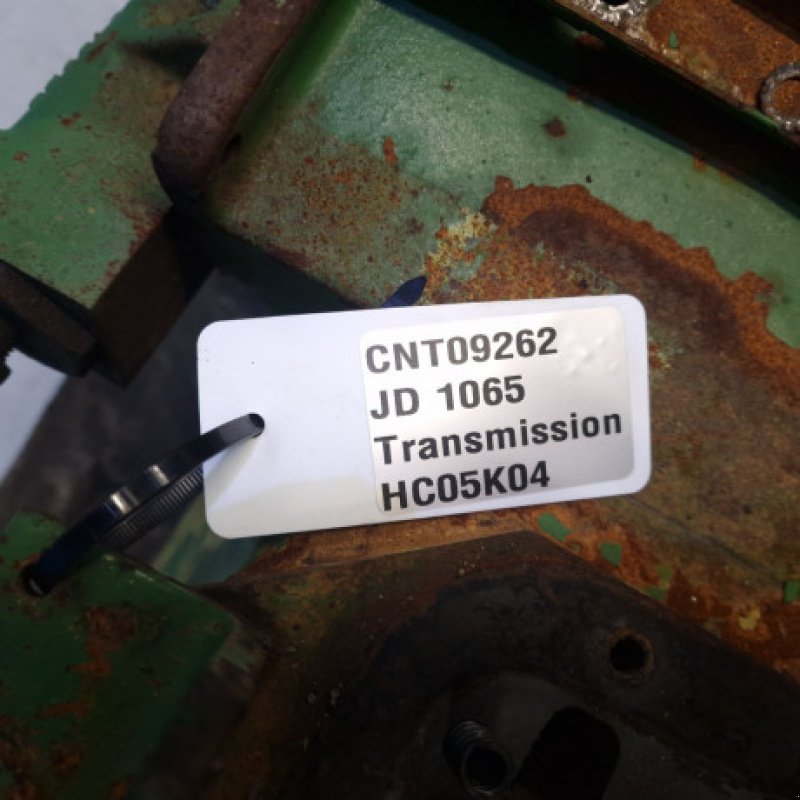 CNT09262
JD 1065
Transmission
HC05K04